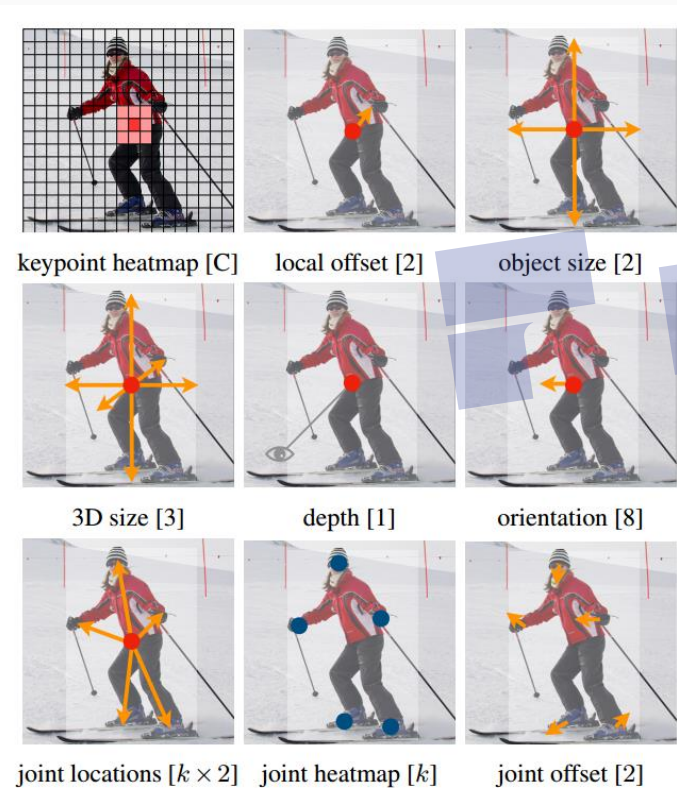 keypoint heatmap [C] local offset [2] object size [2]
3D size [3] depth [1] orientation [8]
joint locations [k × 2] joint heatmap [k] joint offset [2]